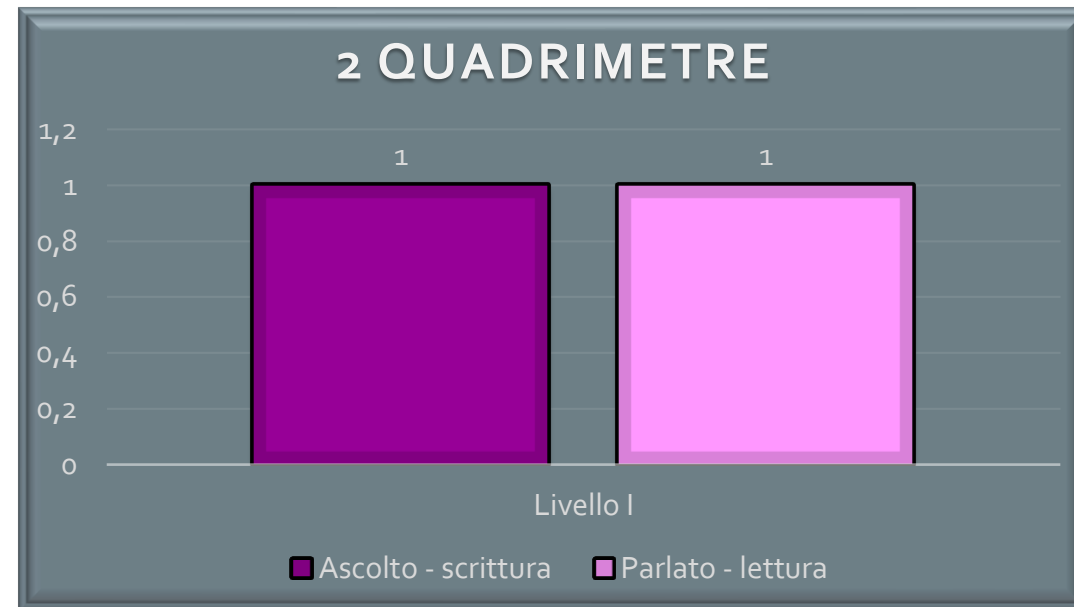 2 QUADRIMETRE
1,2
1
0,8
0,6
0,4
0,2
0
1
1
Livello I
Ascolto - scrittura
Parlato - lettura